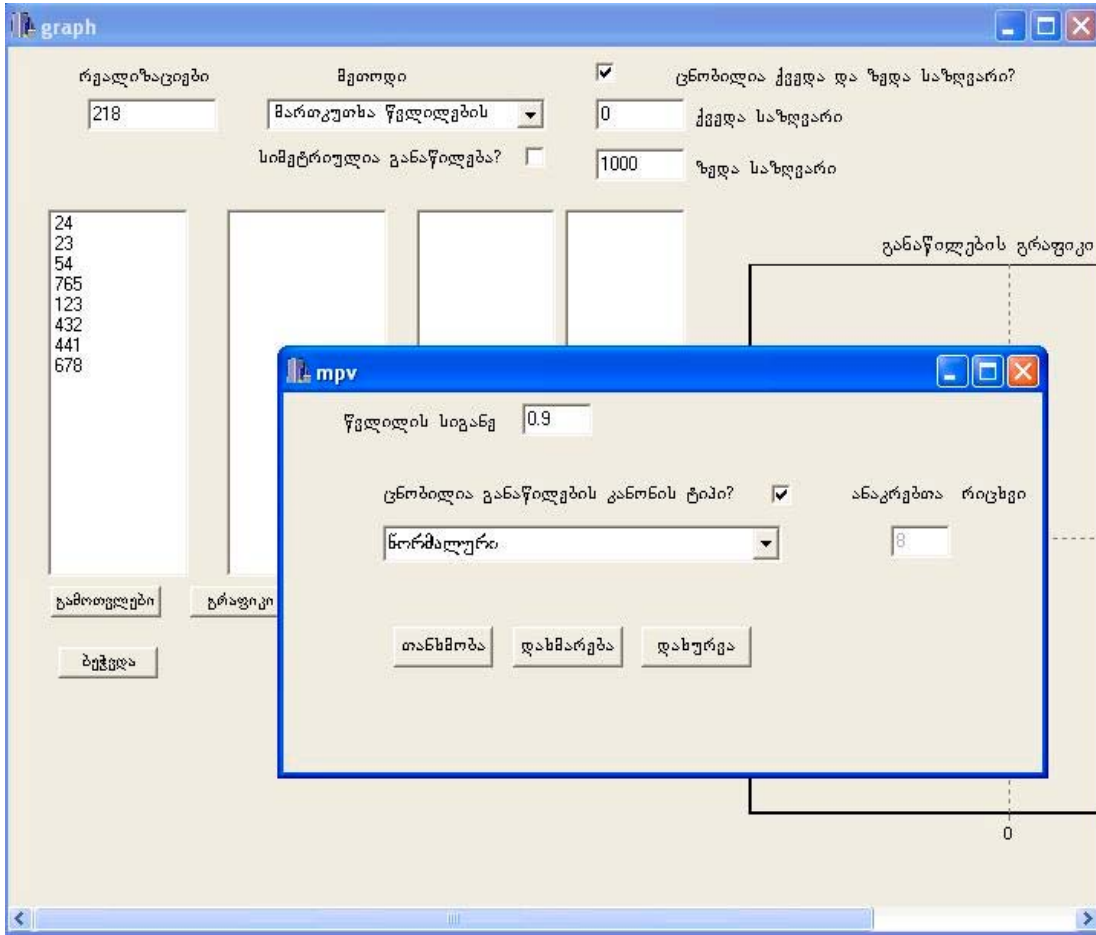 graph
რეალიზაციები
მეთოდი
ცნობილია ქვედა და ზედა საზღვარი?
218
მართკუთხა წვლილების
0
ქვედა საზღვარი
სიმეტრიულია განაწილება?
1000
ზედა საზღვარი
24
23
54
765
123
432
441
678
განაწილების გრაფიკი
mpv
წვლილის სიგანე
0.9
ცნობილია განაწილების კანონის ტიპი?
ანაკრებთა რიცხვი
ნორმალური
8
თანხმობა
დახმარება
დახურვა
გამოთვლები
გრაფიკი
ბეჭვდა
0